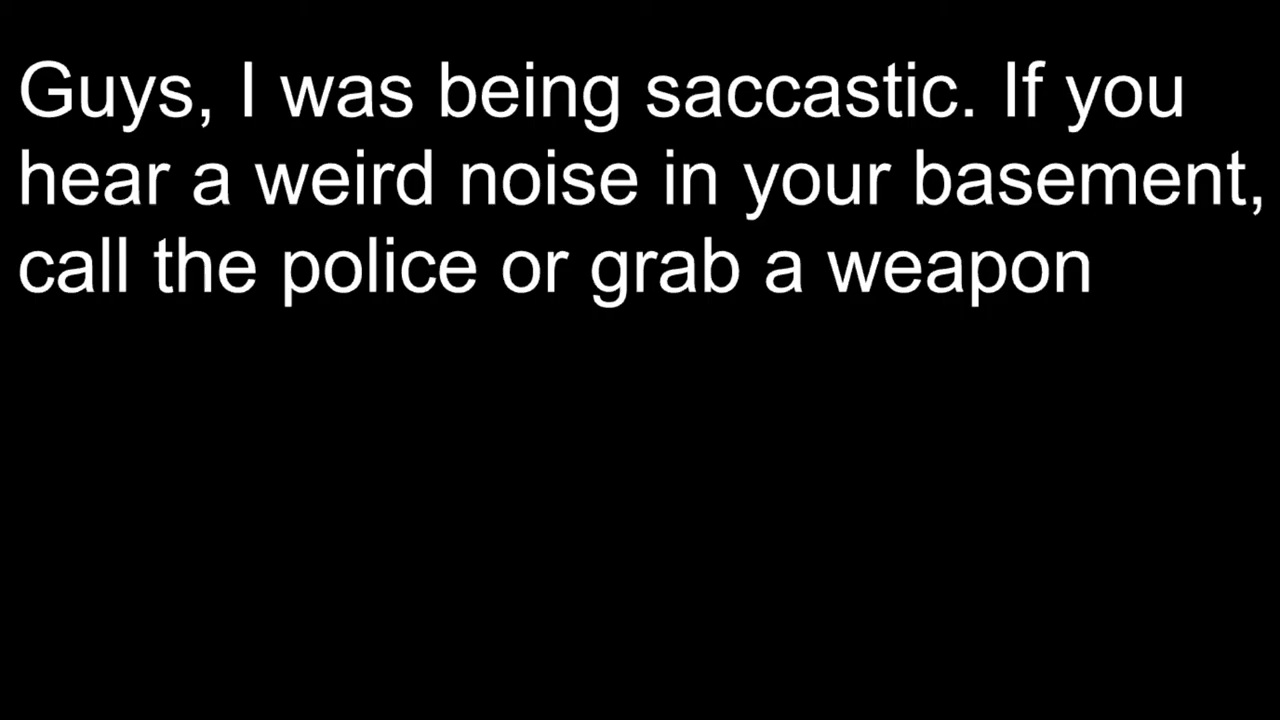 Guys, I was being saccastic. If you
hear a weird noise in your basement,
call the police or grab a weapon